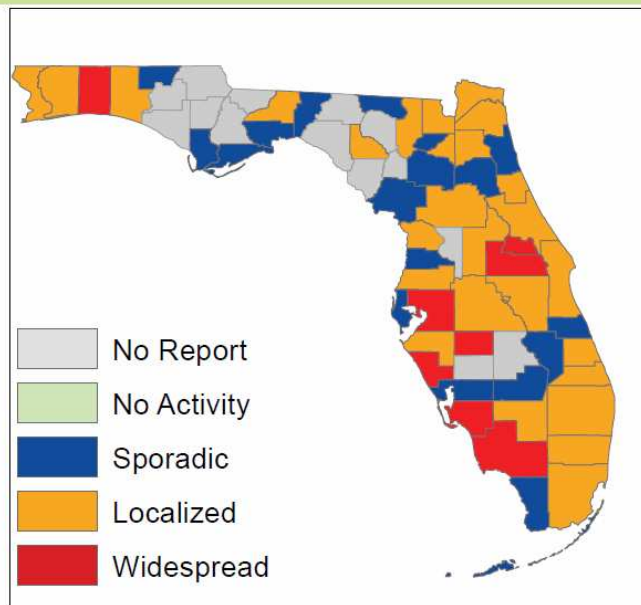 No Report
No Activity
Sporadic
Localized
Widespread